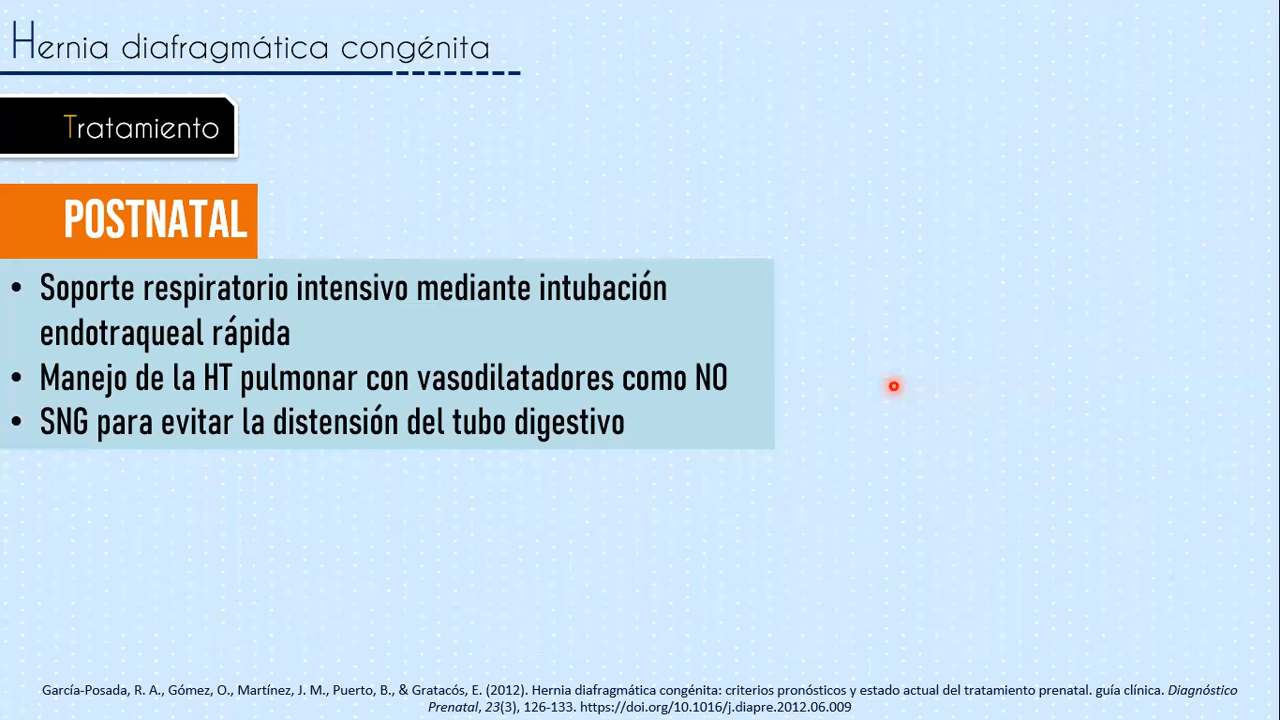 Hernia diafragmática congénita
Tratamiento
POSTNATAL
• Soporte respiratorio intensivo mediante intubación
endotraqueal rápida
• Manejo de la HT pulmonar con vasodilatadores como NO
• SNG para evitar la distensión del tubo digestivo
García-Posada, R. A., Gómez, O., Martínez, J. M., Puerto, B., & Gratacós, E. (2012). Hernia diafragmática congénita: criterios pronósticos y estado actual del tratamiento prenatal. guía clínica. Diagnóstico
Prenatal, 23(3), 126-133. https://doi.org/10.1016/j.diapre.2012.06.009